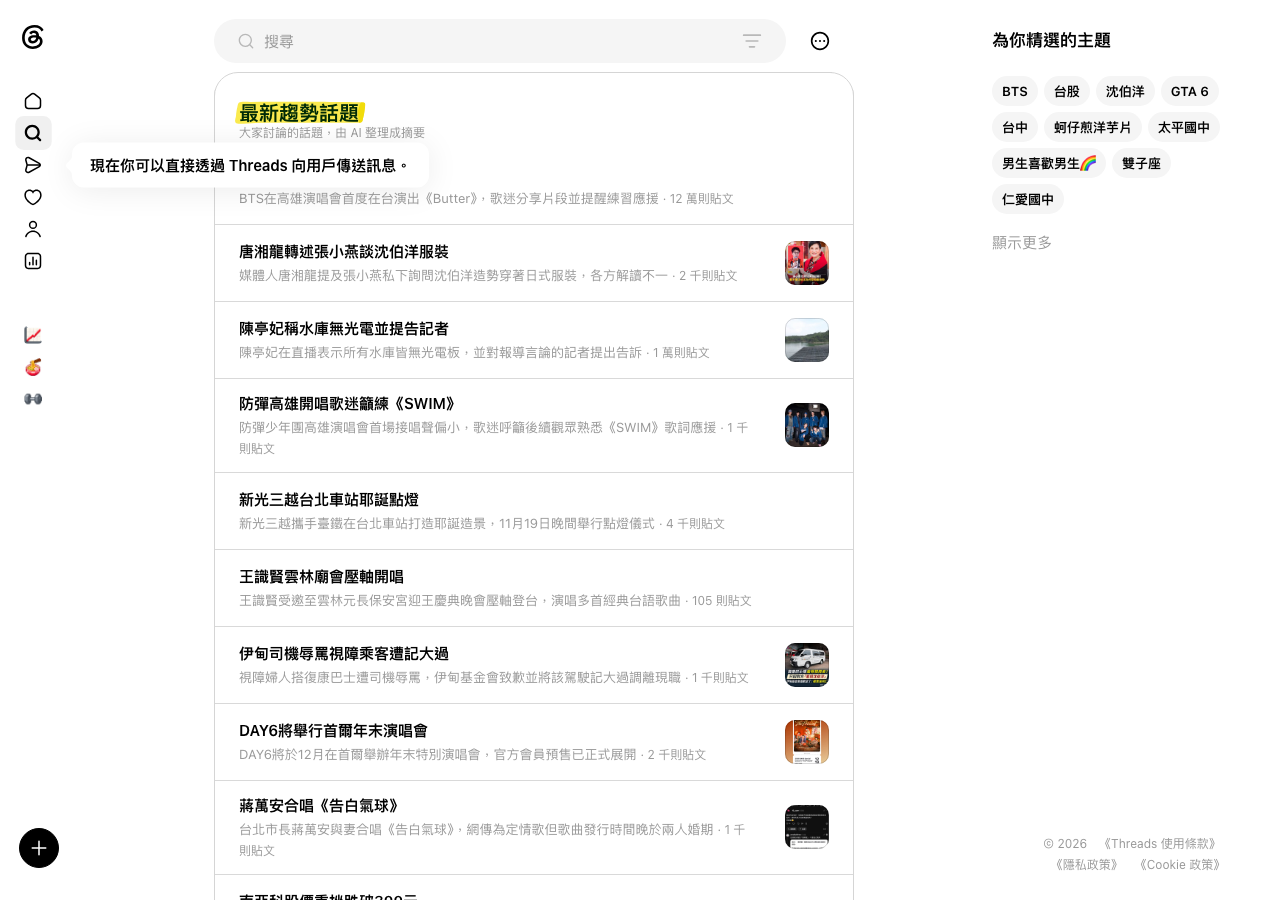 搜尋
最新趨勢話題
大家討論的話題，由 AI 整理成摘要
現在你可以直接透過 Threads 向用戶傳送訊息。
BTS在高雄演唱會首度在台演出《Butter》，歌迷分享片段並提醒練習應援 · 12 萬則貼文
唐湘龍轉述張小燕談沈伯洋服裝
媒體人唐湘龍提及張小燕私下詢問沈伯洋造勢穿著日式服裝，各方解讀不一 · 2 千則貼文
陳亭妃稱水庫無光電並提告記者
陳亭妃在直播表示所有水庫皆無光電板，並對報導言論的記者提出告訴 · 1 萬則貼文
防彈高雄開唱歌迷籲練《SWIM》
防彈少年團高雄演唱會首場接唱聲偏小，歌迷呼籲後續觀眾熟悉《SWIM》歌詞應援 · 1 千
則貼文
新光三越台北車站耶誕點燈
新光三越攜手臺鐵在台北車站打造耶誕造景，11月19日晚間舉行點燈儀式 · 4 千則貼文
王識賢雲林廟會壓軸開唱
王識賢受邀至雲林元長保安宮迎王慶典晚會壓軸登台，演唱多首經典台語歌曲 · 105 則貼文
伊甸司機辱罵視障乘客遭記大過
視障婦人搭復康巴士遭司機辱罵，伊甸基金會致歉並將該駕駛記大過調離現職 · 1 千則貼文
DAY6將舉行首爾年末演唱會
DAY6將於12月在首爾舉辦年末特別演唱會，官方會員預售已正式展開 · 2 千則貼文
蔣萬安合唱《告白氣球》
台北市長蔣萬安與妻合唱《告白氣球》，網傳為定情歌但歌曲發行時間晚於兩人婚期 · 1 千
則貼文
為你精選的主題
BTS 台股 沈伯洋 GTA 6
台中 蚵仔煎洋芋片 太平國中
男生喜歡男生🌈 雙子座
仁愛國中
顯示更多
© 2026 《Threads 使用條款》
《隱私政策》 《Cookie 政策》